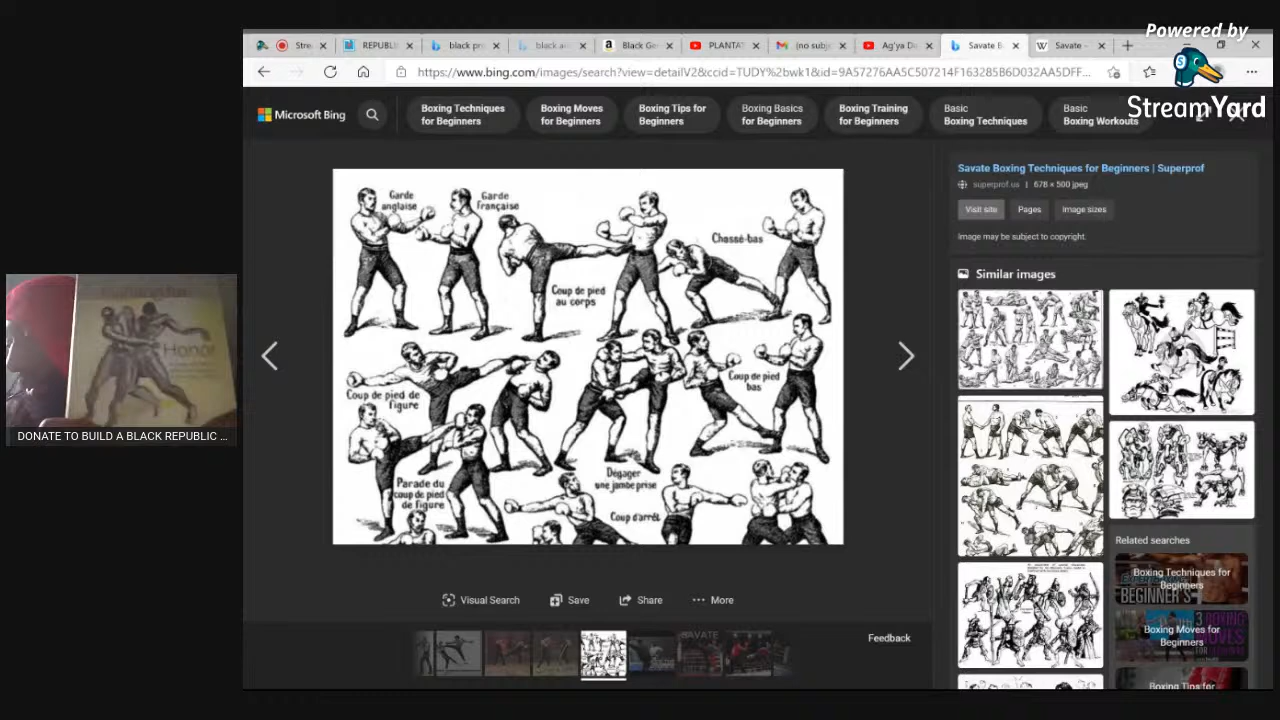 Powered by
StreamYard
Stre
REPUBLI
black pr
black an
Black Ge
PLANTA
(no subj
Ag'ya D
Savate B
Savate -
https://www.bing.com/images/search?view=detailV2&ccid=TUDY%2bwk1&id=9A57276AA5C507214F163285B6D032AA5DFF...
Microsoft Bing
Boxing Techniques
for Beginners
Boxing Moves
for Beginners
Boxing Tips for
Beginners
Boxing Basics
for Beginners
Boxing Training
for Beginners
Basic
Boxing Techniques
Basic
Boxing Workouts
Garde
anglaise
Garde
Française
Coup de pied
au corps
Chassé-bas
Coup de pied de
figure
Coup de pied
bas
Parade du
coup de pied
de figure
Dégager
une jambe prise
Coup d'arrêt
Savate Boxing Techniques for Beginners | Superprof
superprof.us | 678 × 500 jpeg
Visit site
Pages
Image sizes
Image may be subject to copyright.
Similar images
Related searches
Boxing Techniques for
Beginners
BEGINNER'S
Boxing Moves for
Beginners
Boxing Tips for
Honor
DONATE TO BUILD A BLACK REPUBLIC ...
Visual Search
Save
Share
More
SAVATE
Feedback